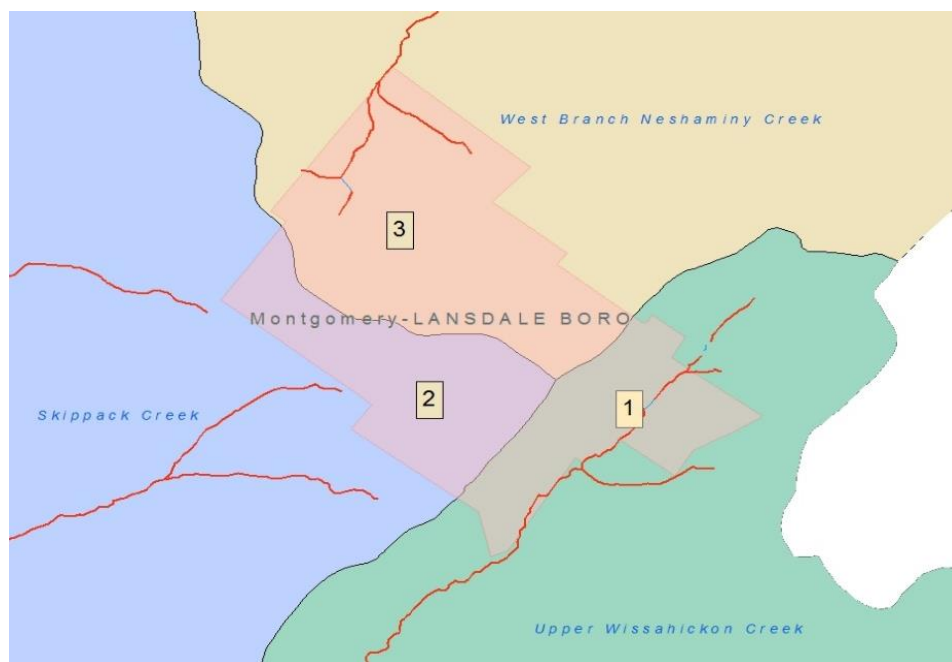 West Branch Neshaminy Creek
3
Montgomery-LANSDALE BORO
2
1
Skippack Creek
Upper Wissahickon Creek